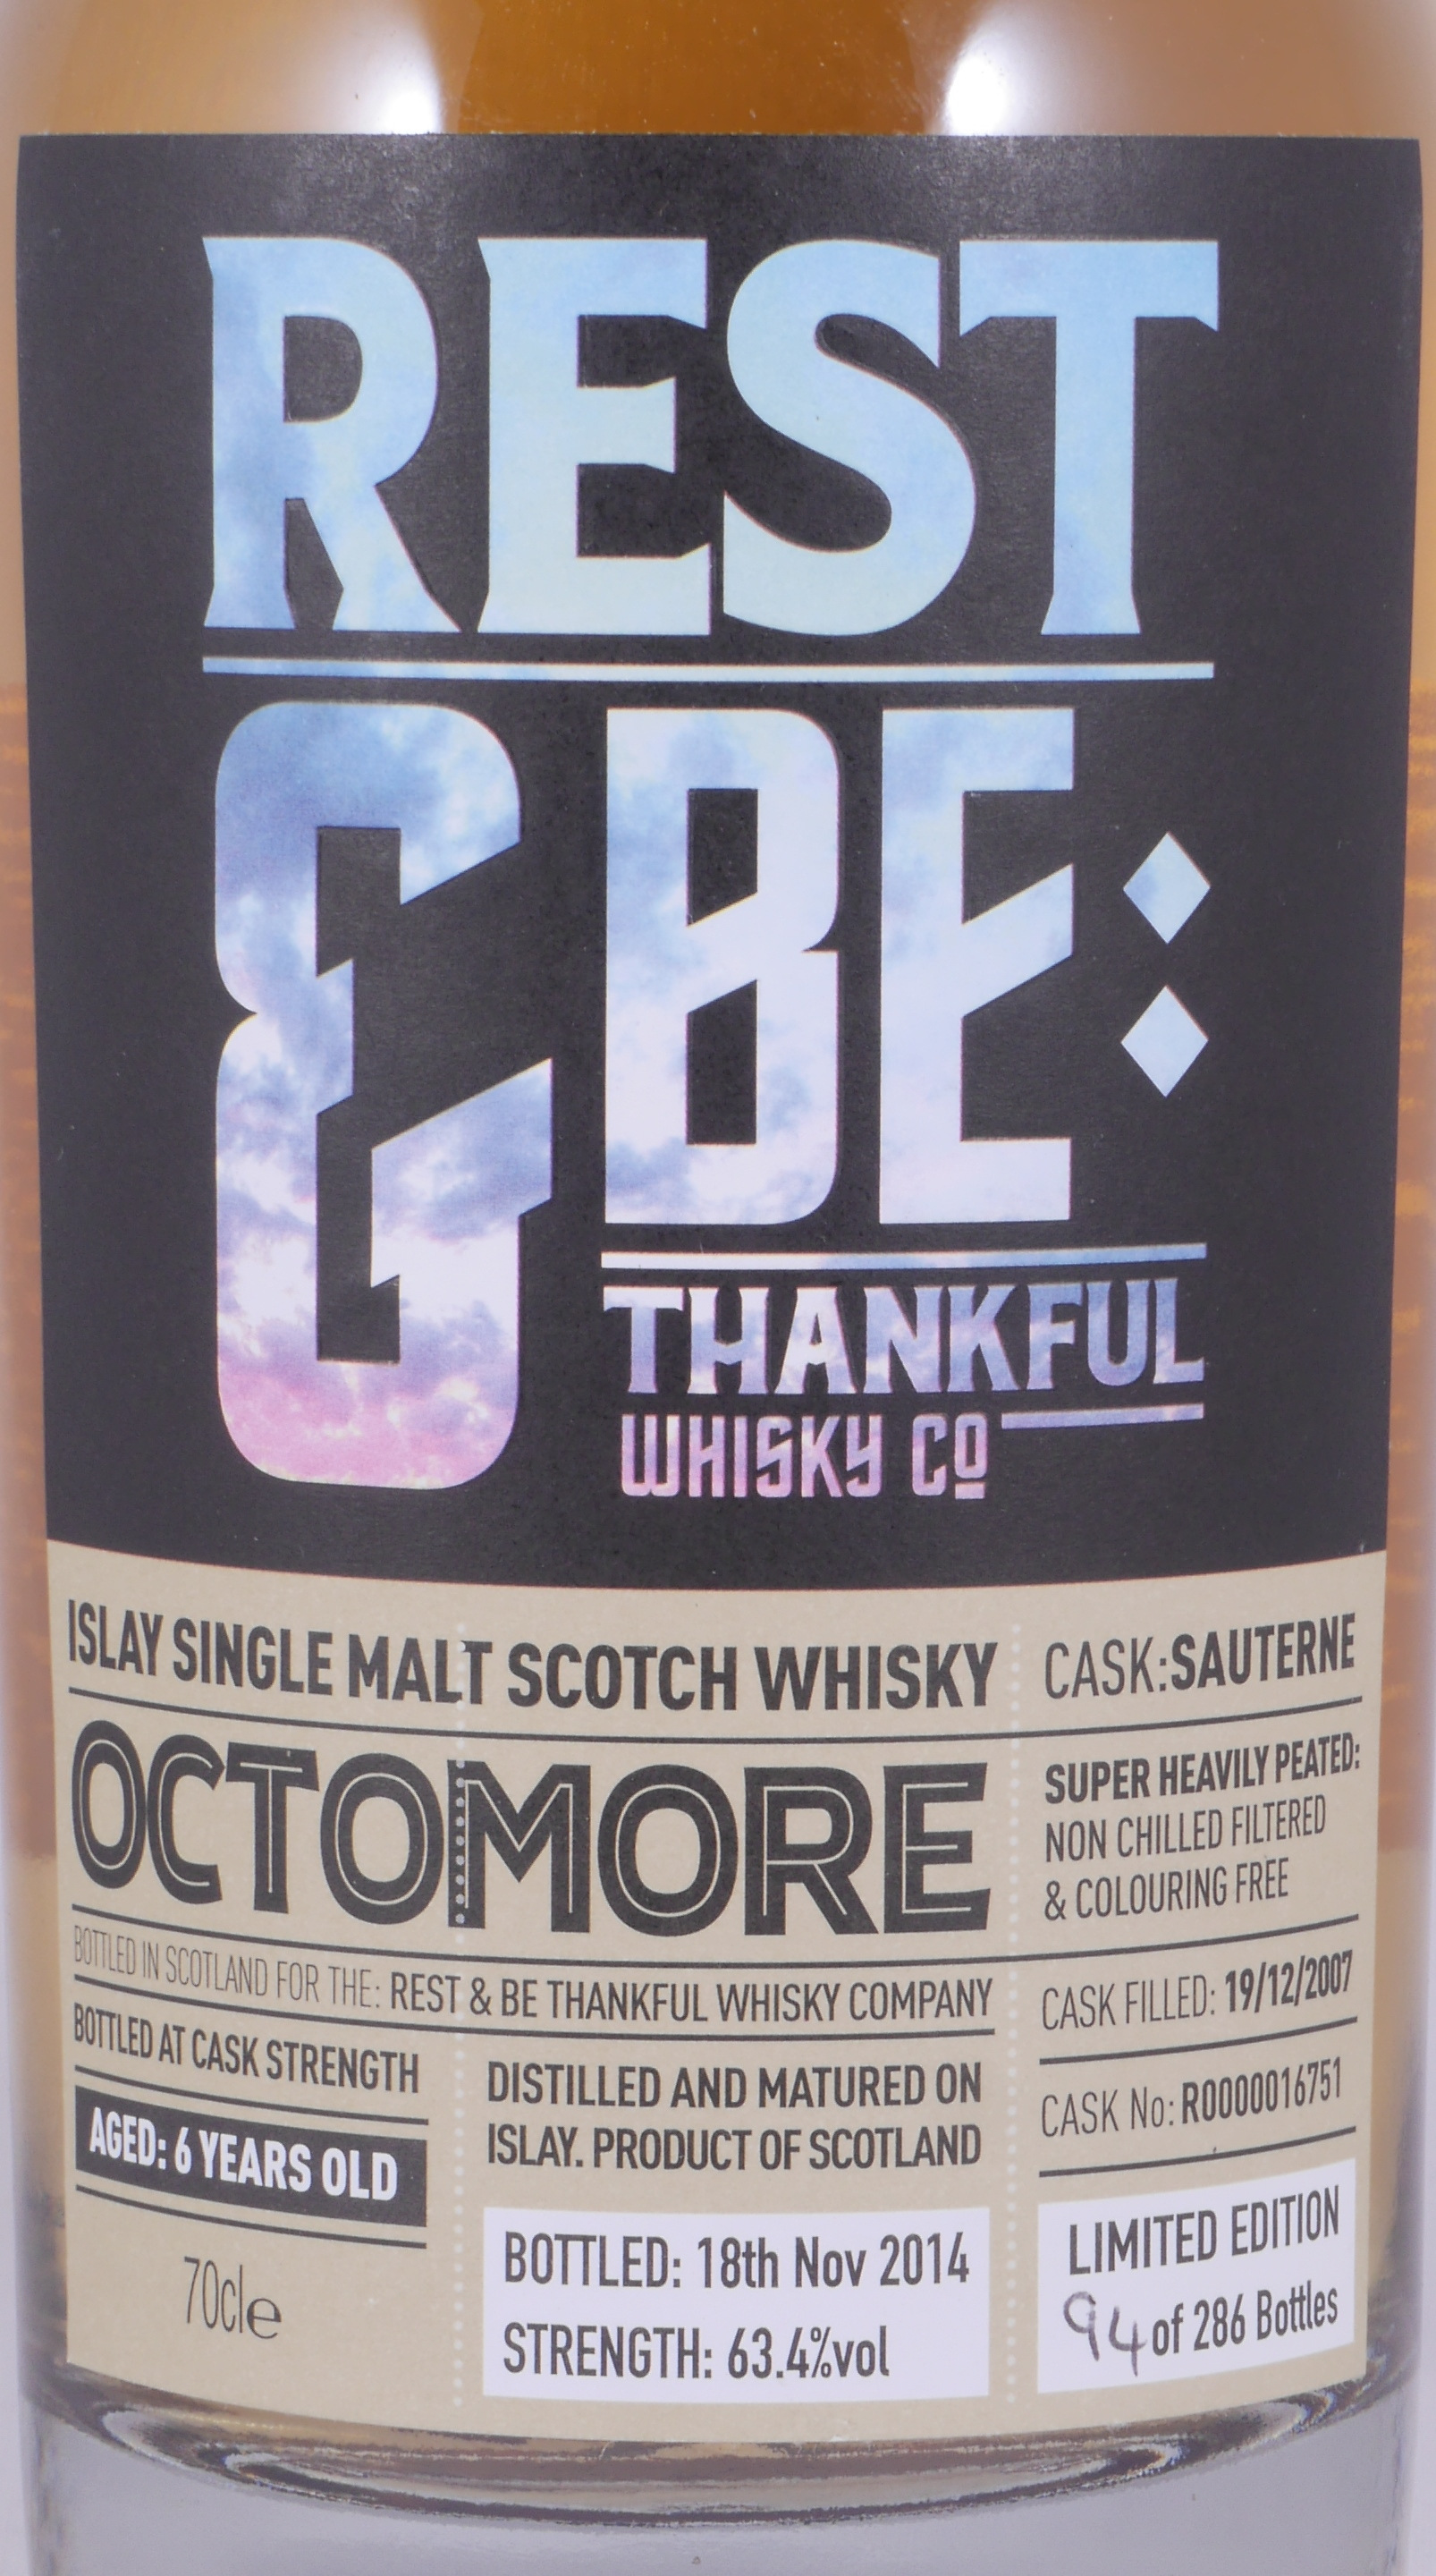 REST
& BE:
THANKFUL
WHISKY Co
ISLAY SINGLE MALT SCOTCH WHISKY
OCTOMORE
BOTTLED IN SCOTLAND FOR THE: REST & BE THANKFUL WHISKY COMPANY
BOTTLED AT CASK STRENGTH
AGED: 6 YEARS OLD
70cl e
DISTILLED AND MATURED ON
ISLAY. PRODUCT OF SCOTLAND
BOTTLED: 18th Nov 2014
STRENGTH: 63.4%vol
CASK: SAUTERNE
SUPER HEAVILY PEATED:
NON CHILLED FILTERED
& COLOURING FREE
CASK FILLED: 19/12/2007
CASK No: R0000016751
LIMITED EDITION
94 of 286 Bottles